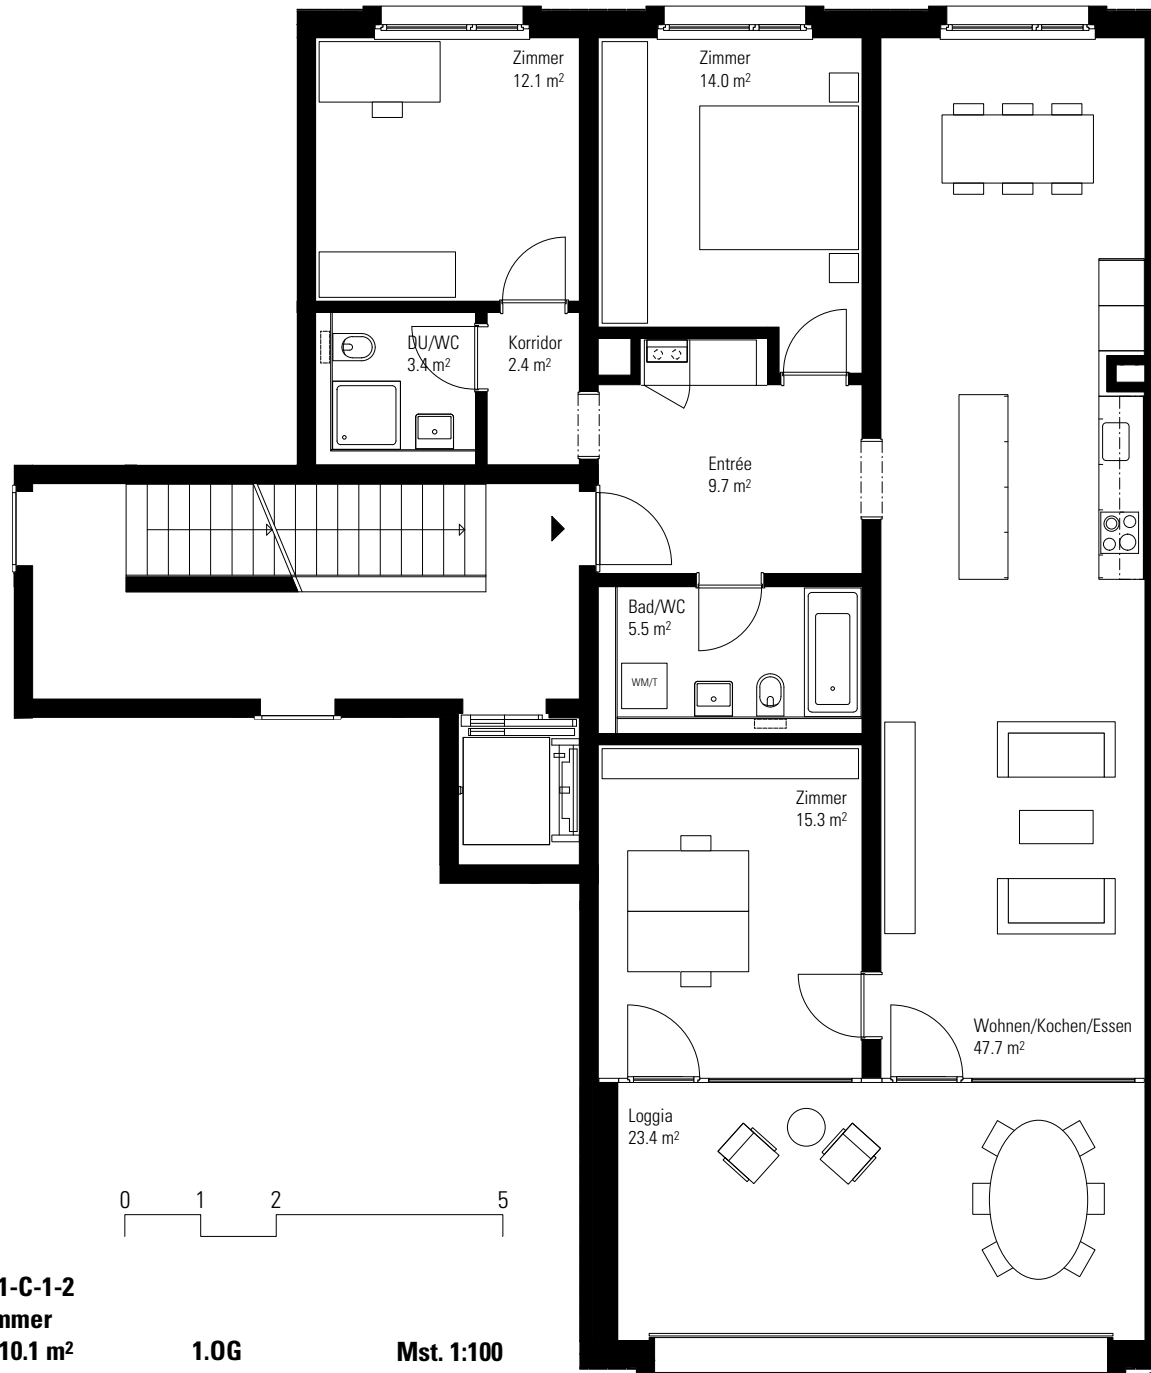 Zimmer
12.1 m²
Zimmer
14.0 m²
DU/WC
3.4 m²
Korridor
2.4 m²
Entrée
9.7 m²
Bad/WC
5.5 m²
WM/T
Zimmer
15.3 m²
Wohnen/Kochen/Essen
47.7 m²
Loggia
23.4 m²
0 1 2 5
1-C-1-2
mmer
10.1 m² 1.OG Mst. 1:100